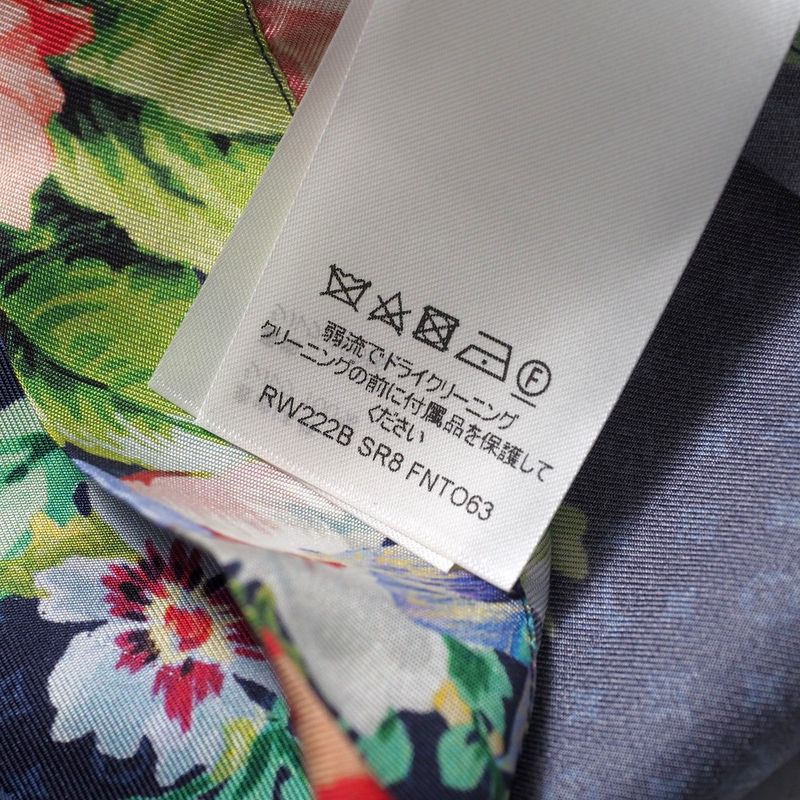 F
弱流でドライクリーニング
クリーニングの前に付属品を保護して
ください
RW222B SR8 FNTO63